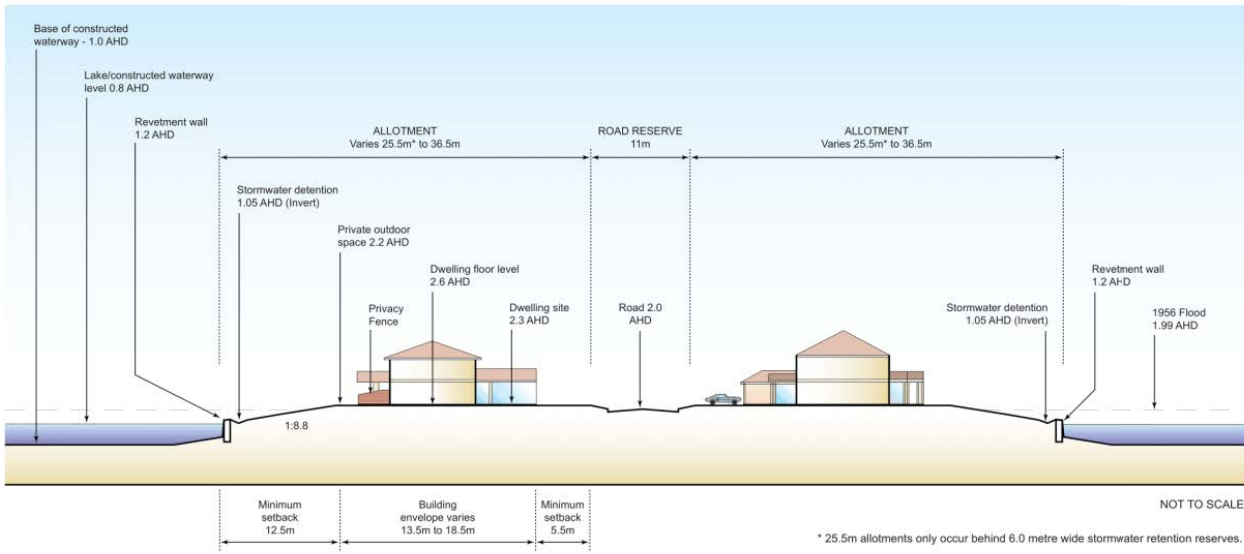 Base of constructed
waterway - 1.0 AHD
Lake/constructed waterway
level 0.8 AHD
Revetment wall
1.2 AHD
ALLOTMENT
Varies 25.5m* to 36.5m
ROAD RESERVE
11m
ALLOTMENT
Varies 25.5m* to 36.5m
Stormwater detention
1.05 AHD (Invert)
Private outdoor
space 2.2 AHD
Dwelling floor level
2.6 AHD
Privacy
Fence
Dwelling site
2.3 AHD
Road 2.0
AHD
Stormwater detention
1.05 AHD (Invert)
Revetment wall
1.2 AHD
1956 Flood
1.99 AHD
1:8.8
Minimum
setback
12.5m
Building
envelope varies
13.5m to 18.5m
Minimum
setback
5.5m
NOT TO SCALE
* 25.5m allotments only occur behind 6.0 metre wide stormwater retention reserves.